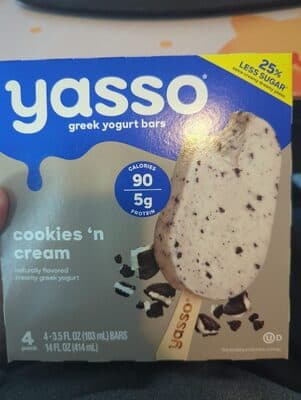 yasso®
greek yogurt bars
25%
LESS SUGAR*
CALORIES
90
5g
PROTEIN
cookies 'n
cream
naturally flavored
creamy greek yogurt
yasso
4
pack
4-3.5 FL OZ (103 mL) BARS
14 FL OZ (414 mL)
U D